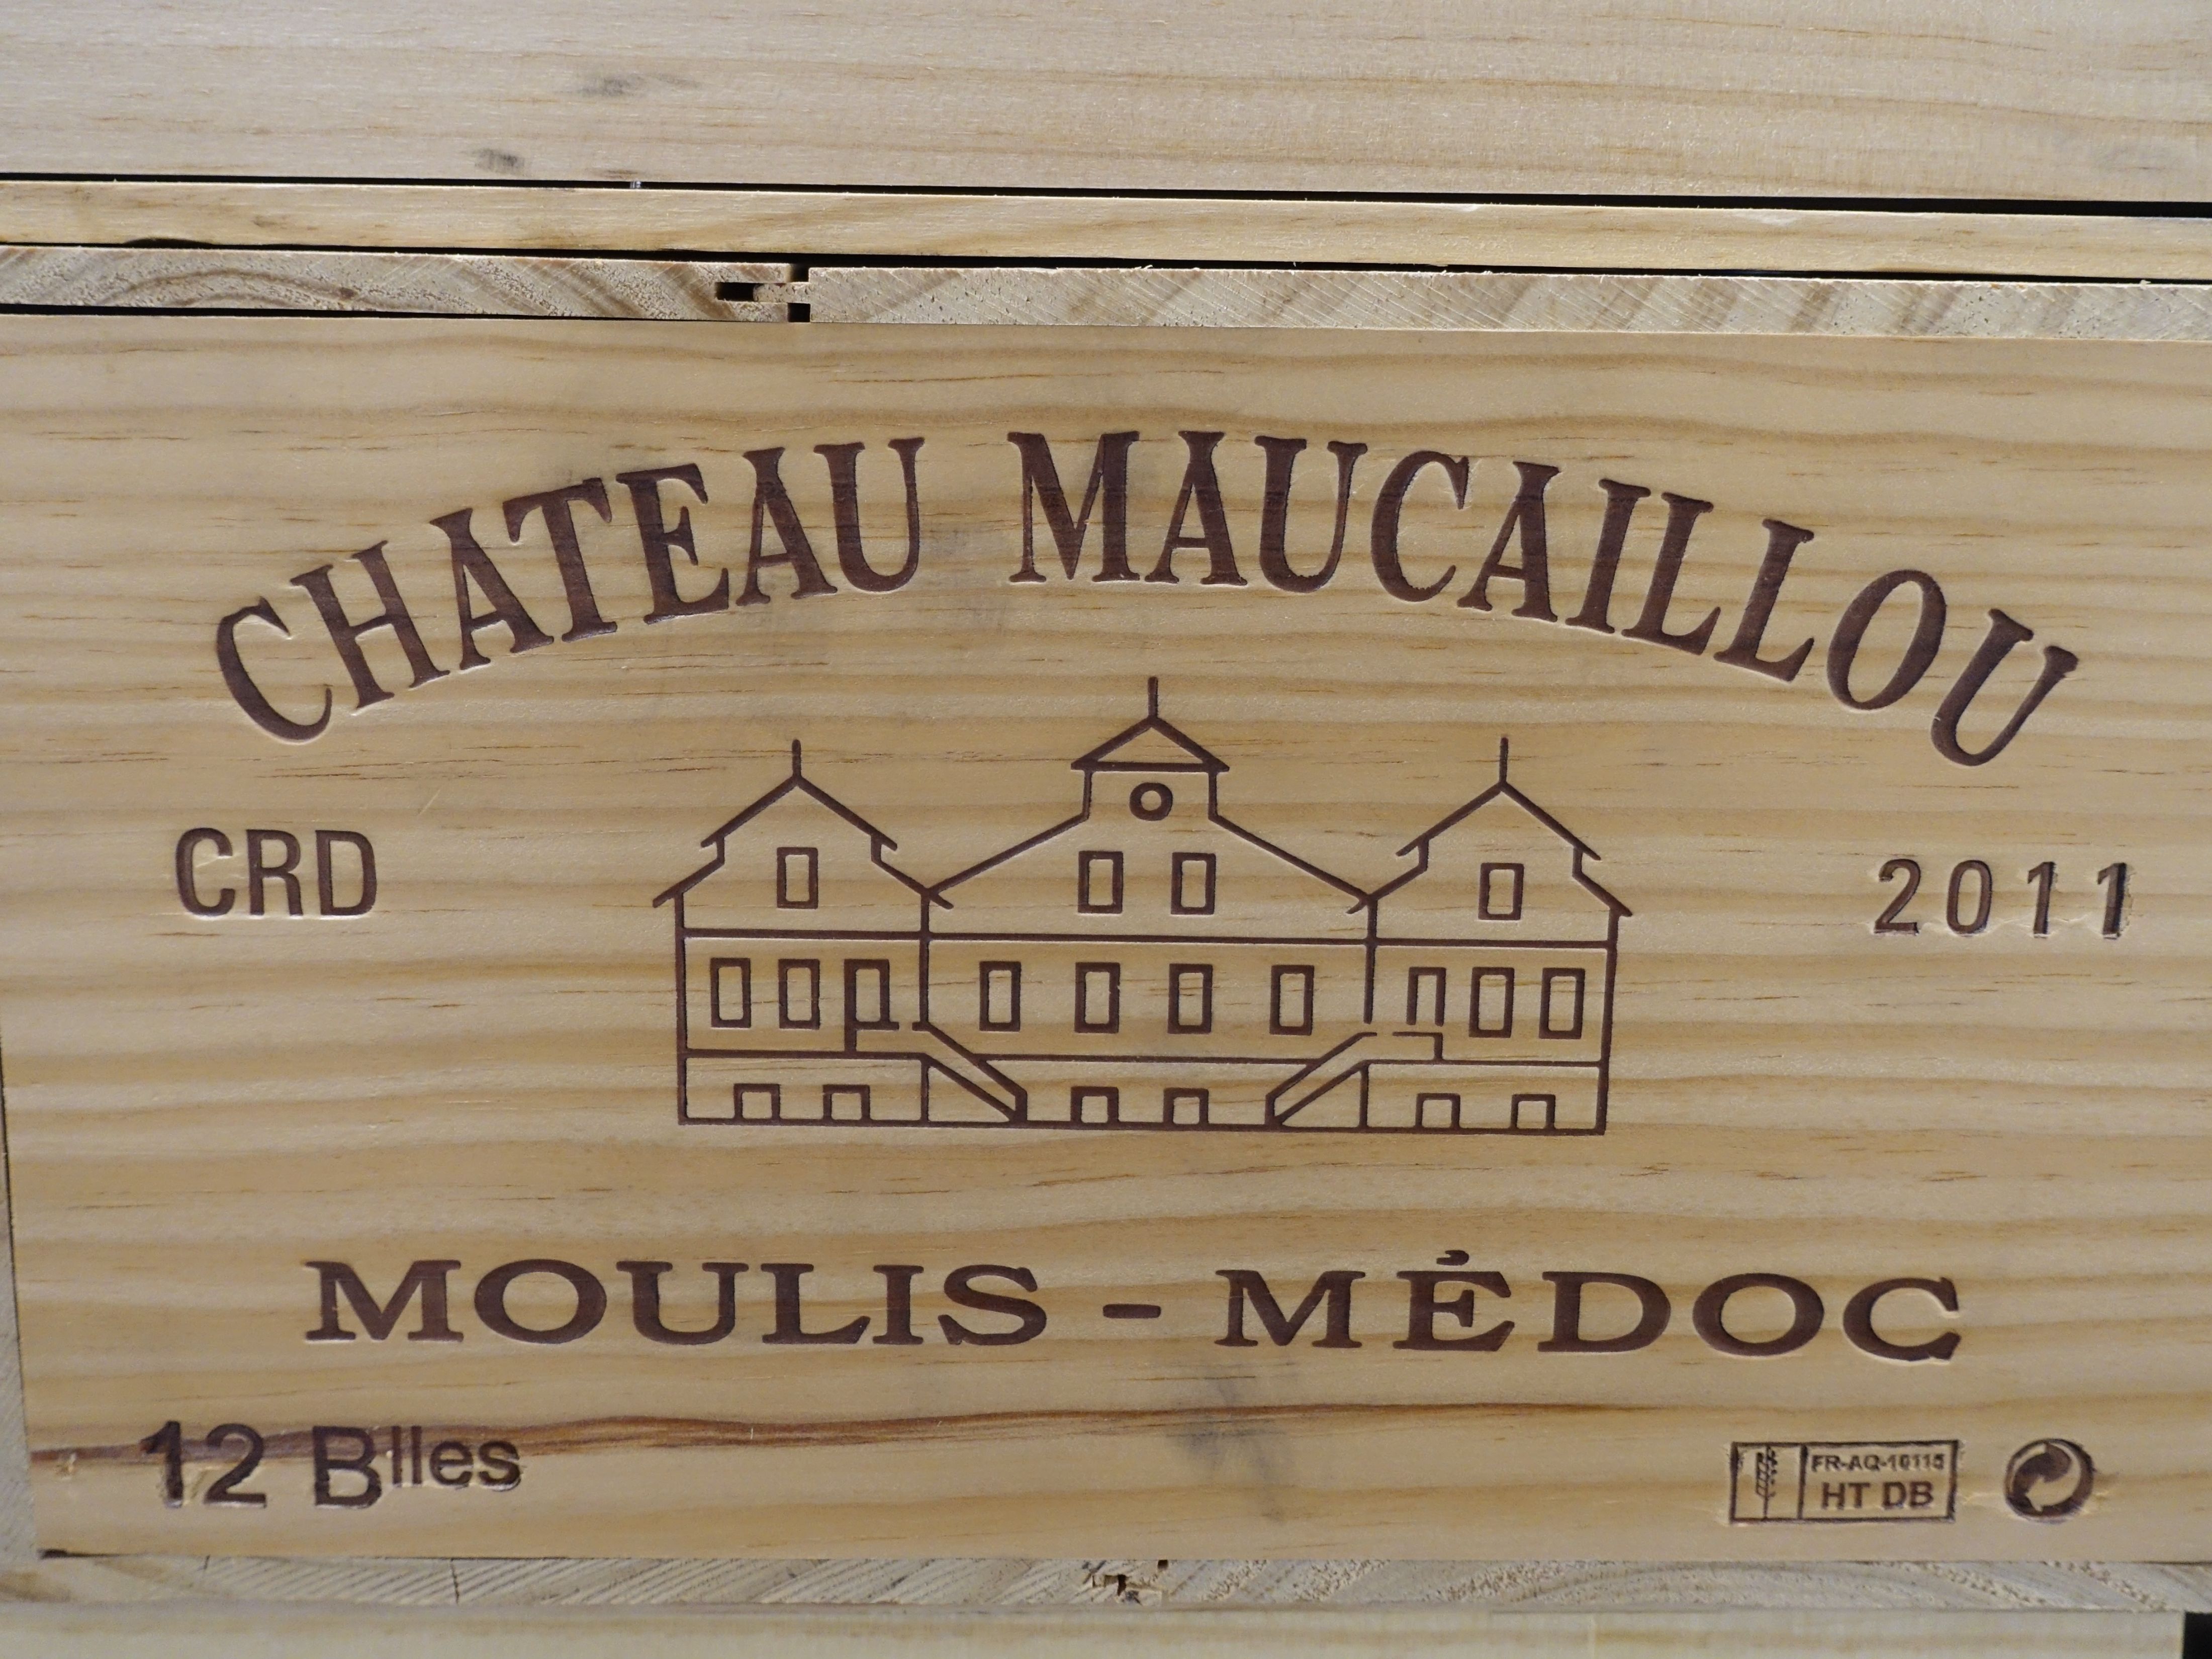 CHATEAU MAUCAILLOU
CRD
2011
MOULIS - MÉDOC
12 Blles
FR-AQ-10115
HT DB